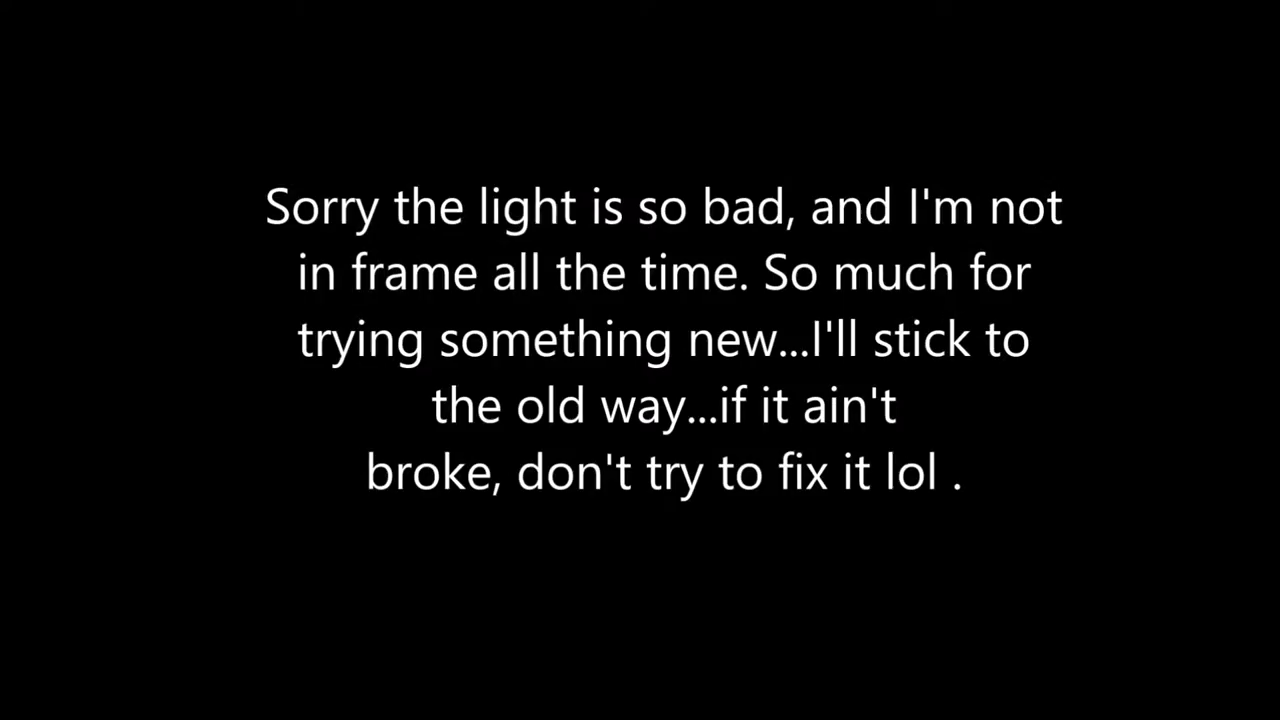 Sorry the light is so bad, and I'm not
in frame all the time. So much for
trying something new...I'll stick to
the old way...if it ain't
broke, don't try to fix it lol .